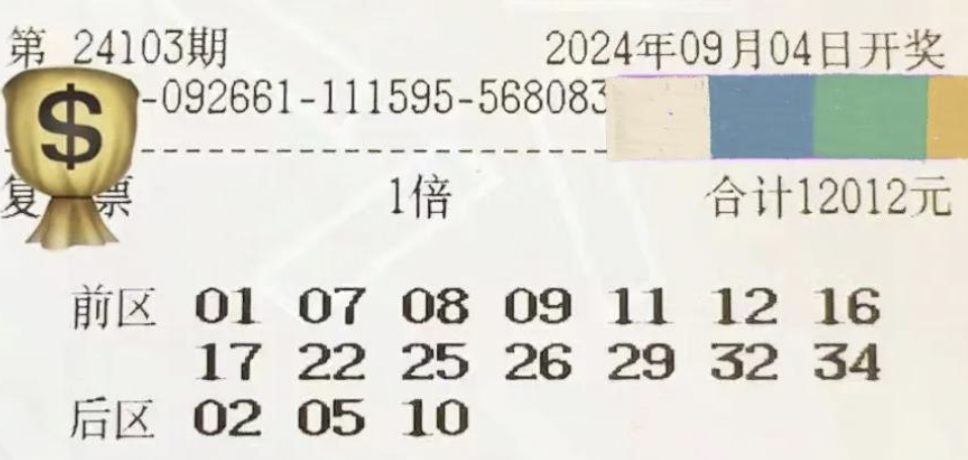 第 24103期 2024年09月04日开奖
-092661-111595-568083
复 票 1倍 合计12012元
前区 01 07 08 09 11 12 16
17 22 25 26 29 32 34
后区 02 05 10